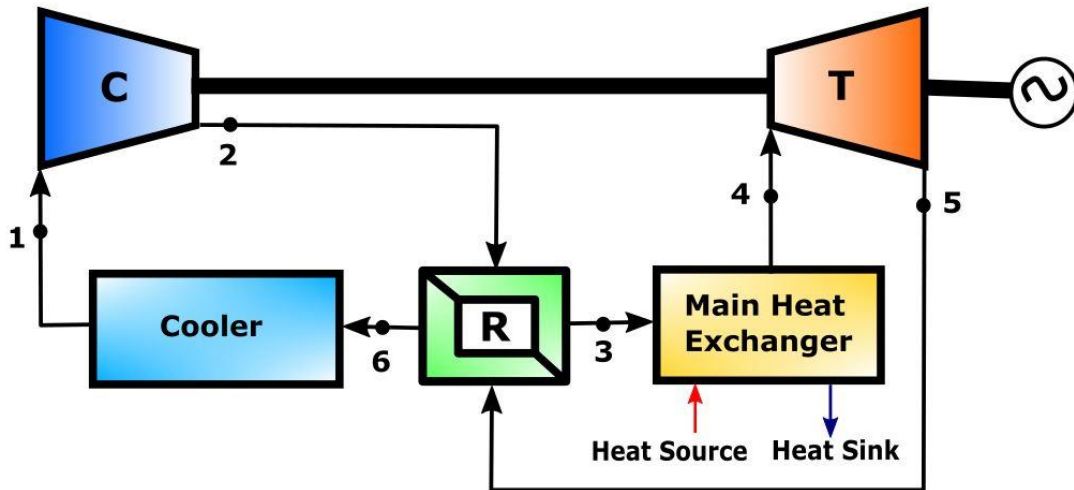 C
T
2
4
5
1
Cooler
R
Main Heat
Exchanger
6
3
Heat Source
Heat Sink